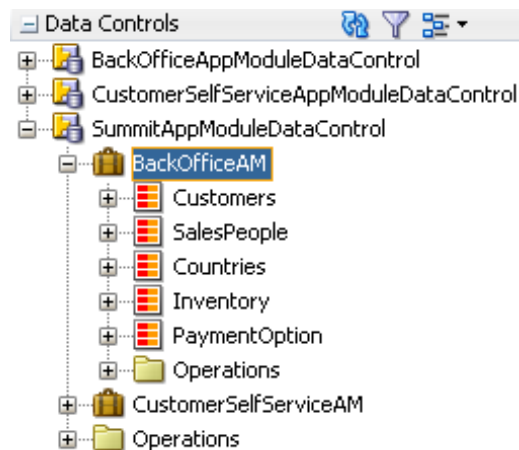 Data Controls
BackOfficeAppModuleDataControl
CustomerSelfServiceAppModuleDataControl
SummitAppModuleDataControl
BackOfficeAM
Customers
SalesPeople
Countries
Inventory
PaymentOption
Operations
CustomerSelfServiceAM
Operations